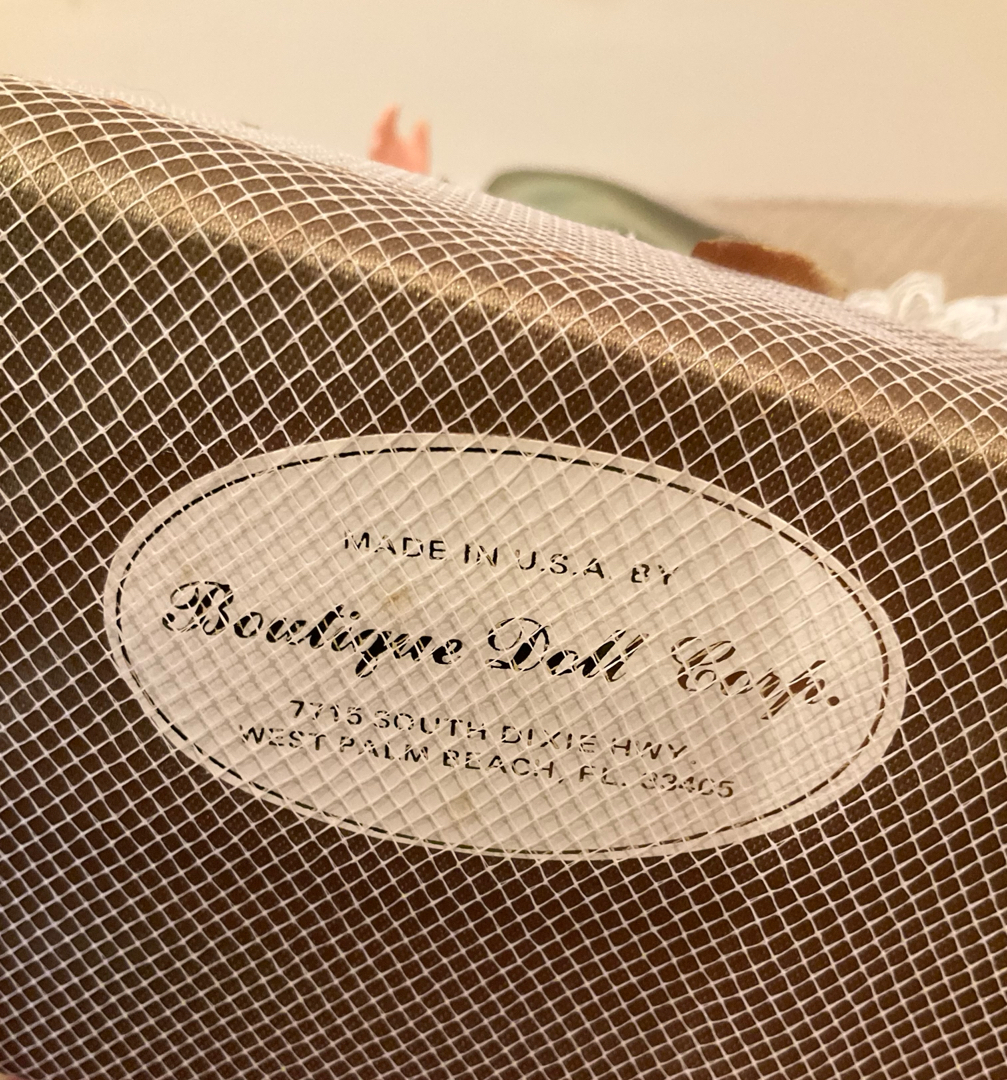 MADE IN U.S.A. BY
Boutique Doll Corp.
7715 SOUTH DIXIE HWY.
WEST PALM BEACH, FL. 33405